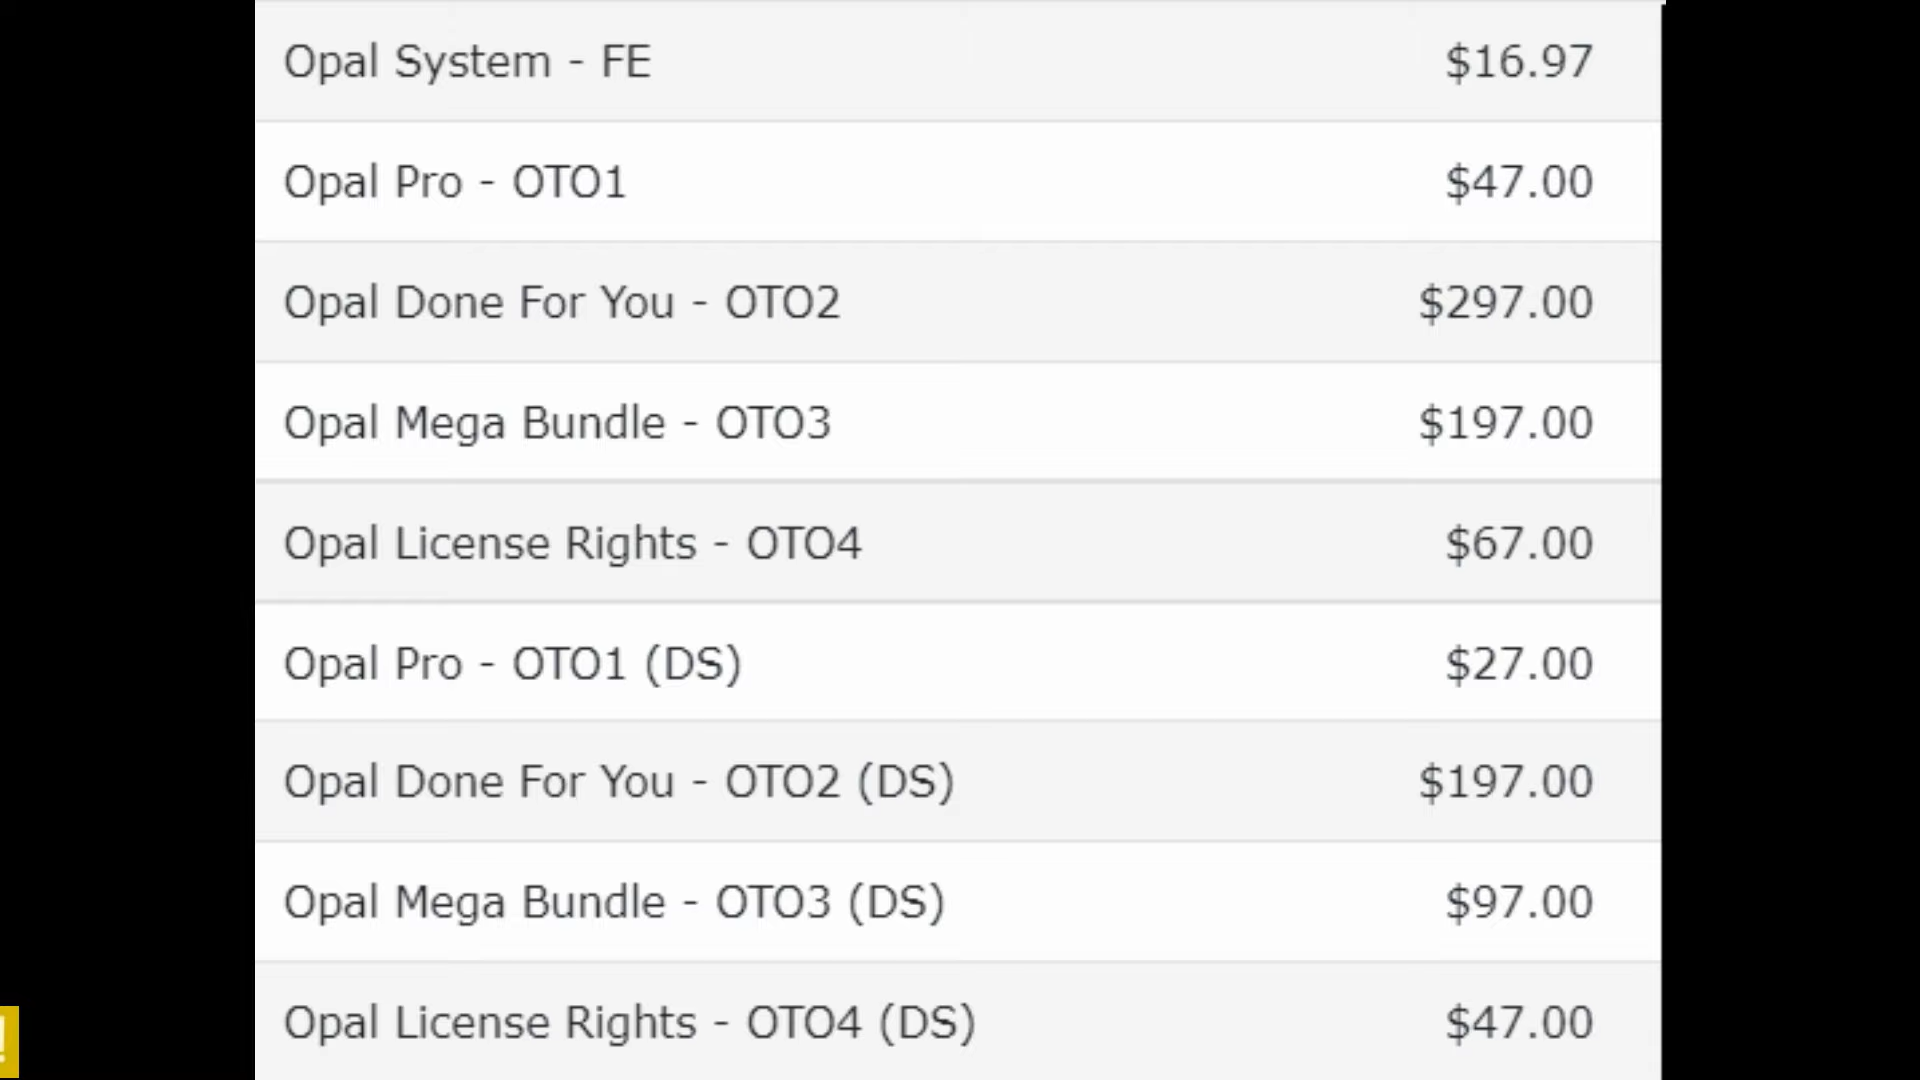 Opal System - FE $16.97
Opal Pro - OTO1 $47.00
Opal Done For You - OTO2 $297.00
Opal Mega Bundle - OTO3 $197.00
Opal License Rights - OTO4 $67.00
Opal Pro - OTO1 (DS) $27.00
Opal Done For You - OTO2 (DS) $197.00
Opal Mega Bundle - OTO3 (DS) $97.00
Opal License Rights - OTO4 (DS) $47.00
!